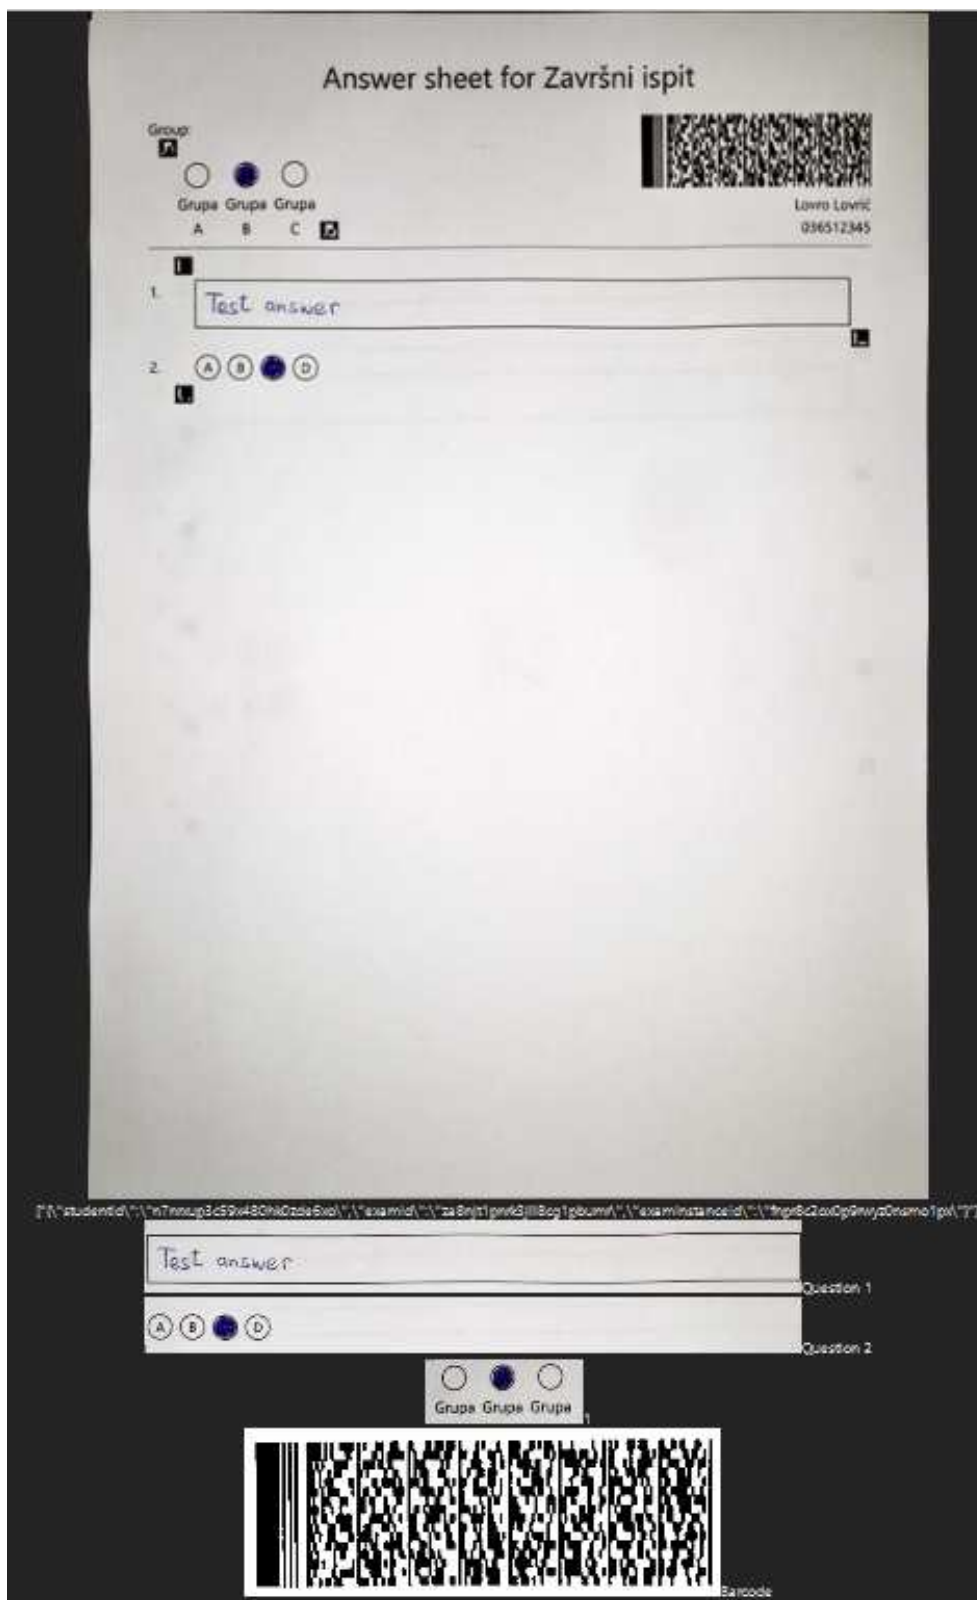 Answer sheet for Završni ispit
Group:
Grupa Grupa Grupa
A B C
Lovro Lovrić
036512345
1. Test answer
2. A B D
Test answer
Question 1
A B D
Question 2
Grupa Grupa Grupa
1
Barcode